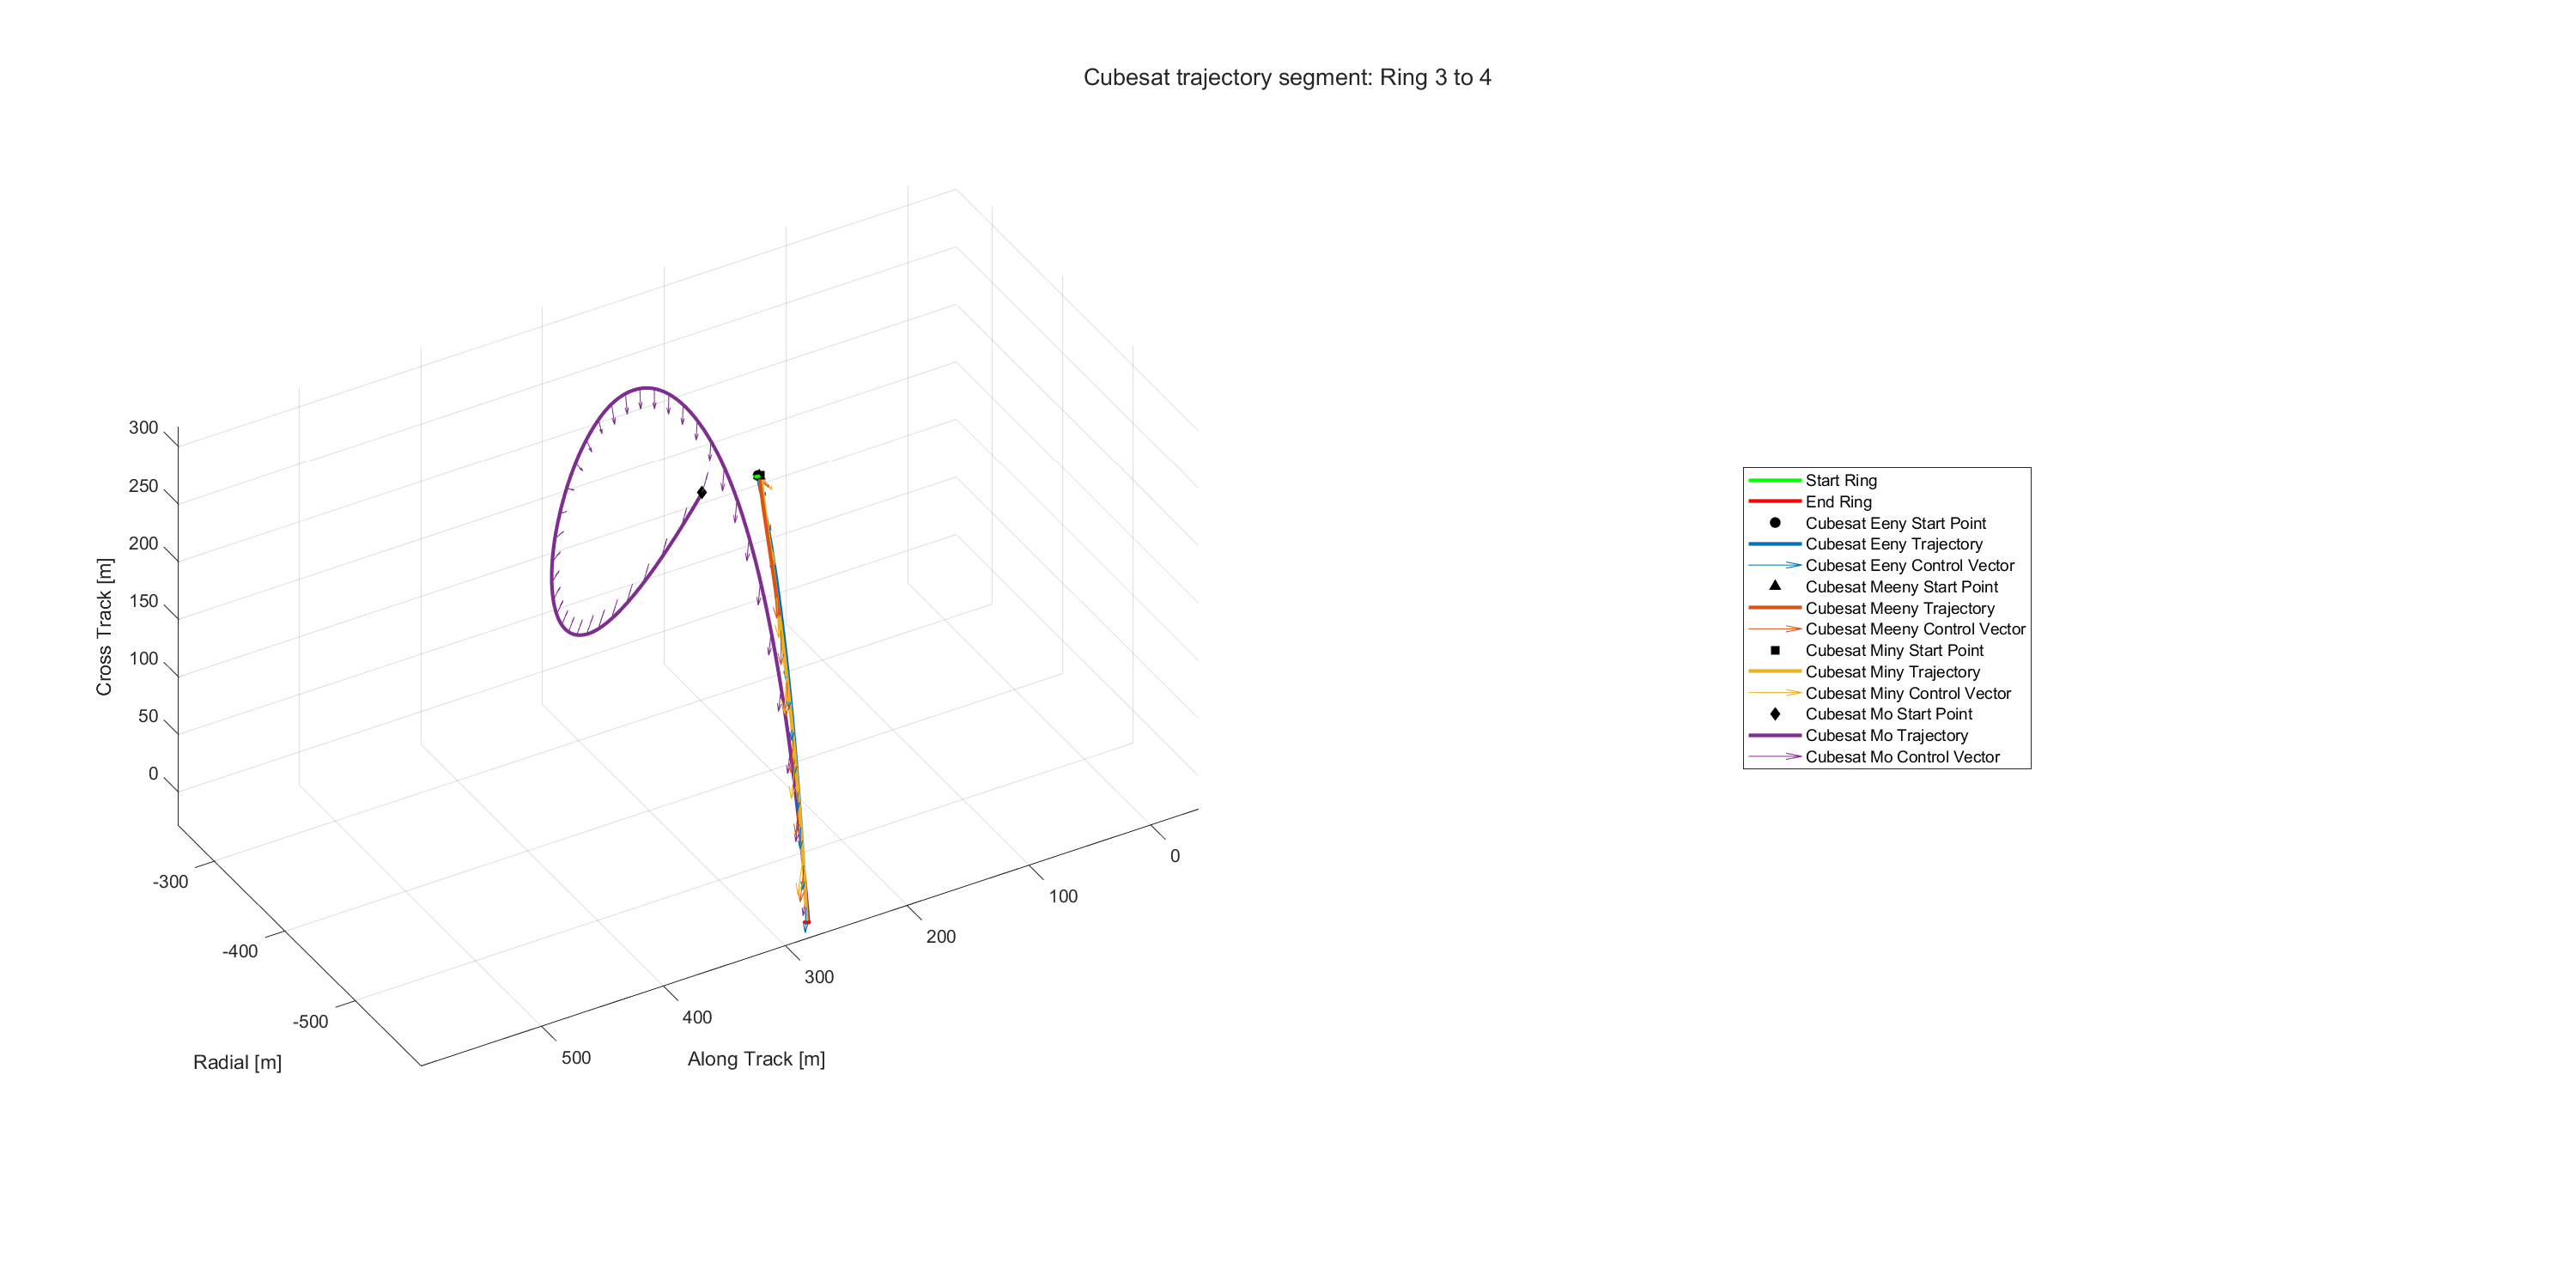 Cubesat trajectory segment: Ring 3 to 4
300
250
200
150
100
50
0
Cross Track [m]
-300
-400
-500
Radial [m]
500
400
300
200
100
0
Along Track [m]
Start Ring
End Ring
Cubesat Eeny Start Point
Cubesat Eeny Trajectory
Cubesat Eeny Control Vector
Cubesat Meeny Start Point
Cubesat Meeny Trajectory
Cubesat Meeny Control Vector
Cubesat Miny Start Point
Cubesat Miny Trajectory
Cubesat Miny Control Vector
Cubesat Mo Start Point
Cubesat Mo Trajectory
Cubesat Mo Control Vector